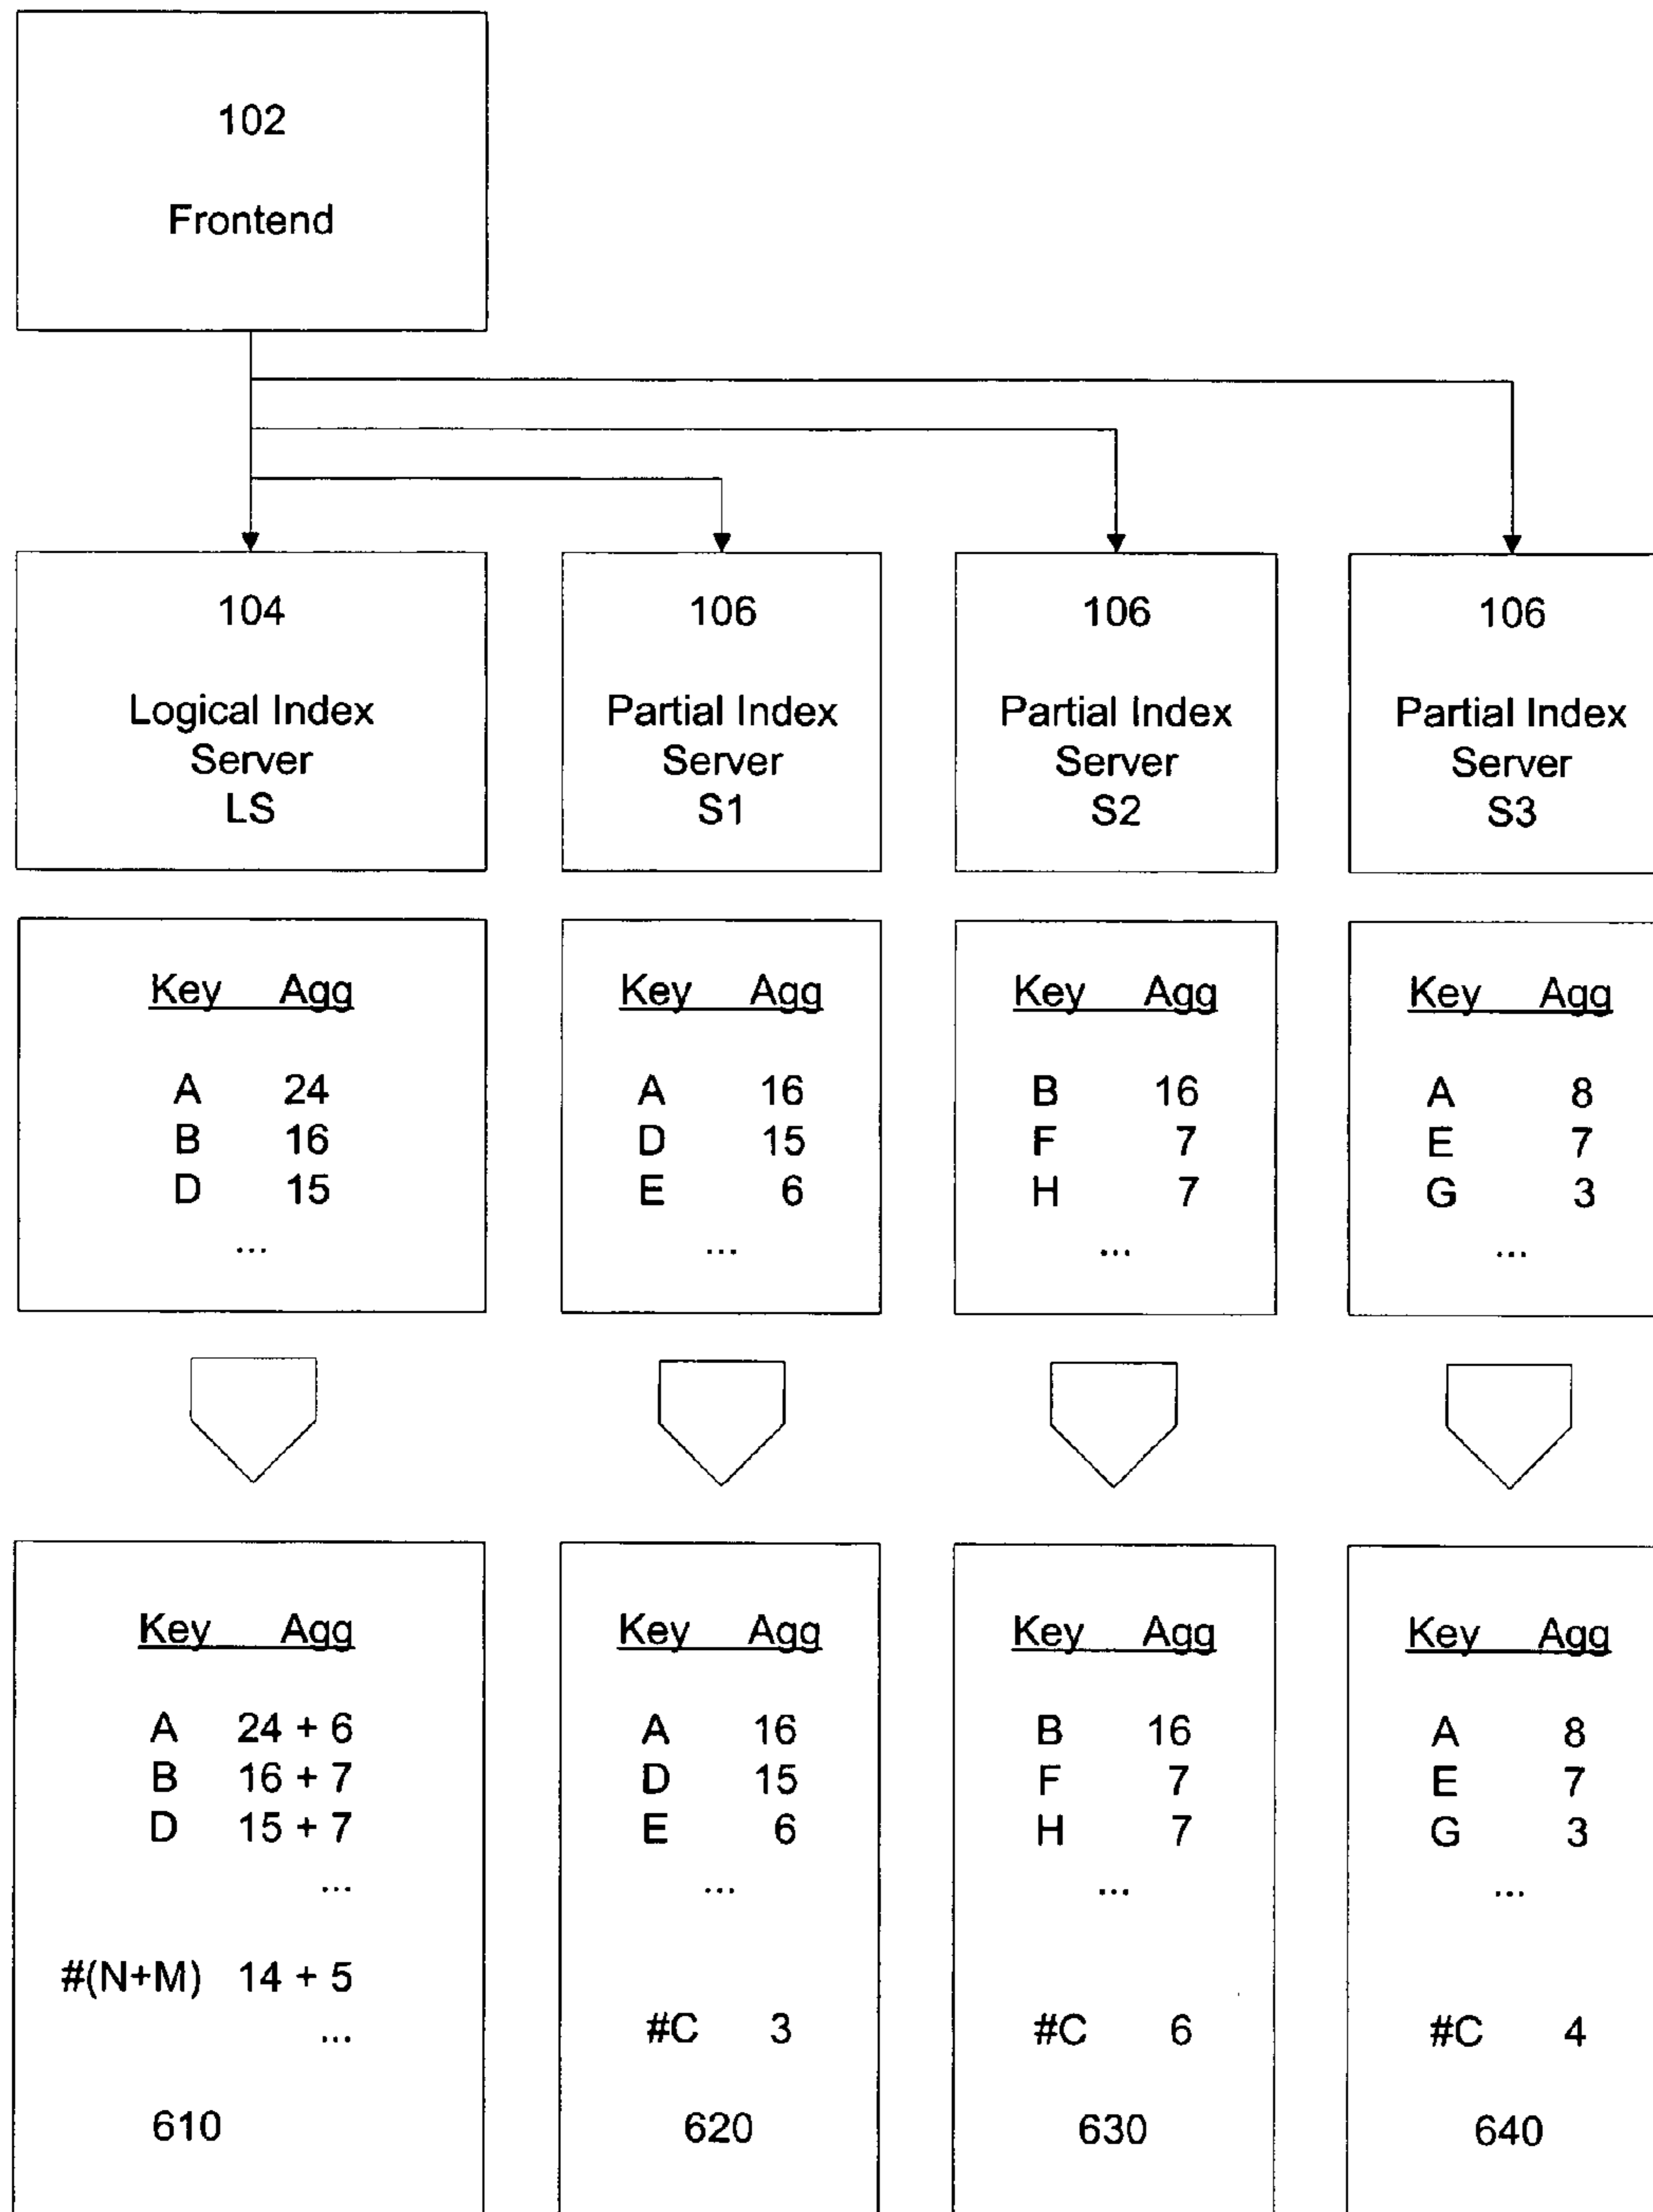 102
Frontend
104
Logical Index
Server
LS
106
Partial Index
Server
S1
106
Partial Index
Server
S2
106
Partial Index
Server
S3
Key Agg
A 24
B 16
D 15
...
Key Agg
A 16
D 15
E 6
...
Key Agg
B 16
F 7
H 7
...
Key Agg
A 8
E 7
G 3
...
Key Agg
A 24 + 6
B 16 + 7
D 15 + 7
...
#(N+M) 14 + 5
...
610
Key Agg
A 16
D 15
E 6
...
#C 3
620
Key Agg
B 16
F 7
H 7
...
#C 6
630
Key Agg
A 8
E 7
G 3
...
#C 4
640